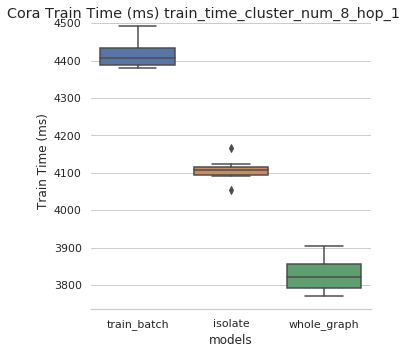 Cora Train Time (ms) train_time_cluster_num_8_hop_1
4500
4400
4300
4200
4100
4000
3900
3800
Train Time (ms)
train_batch isolate whole_graph
models